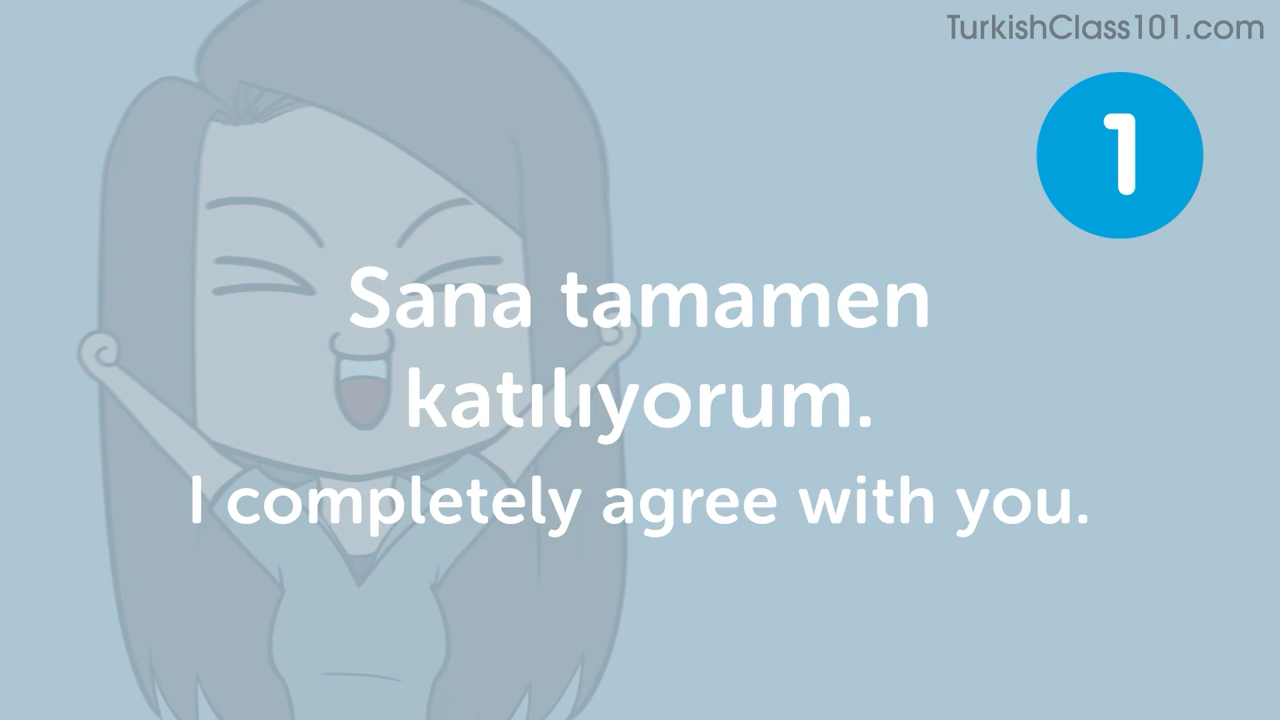 TurkishClass101.com
1
Sana tamamen
katılıyorum.
I completely agree with you.